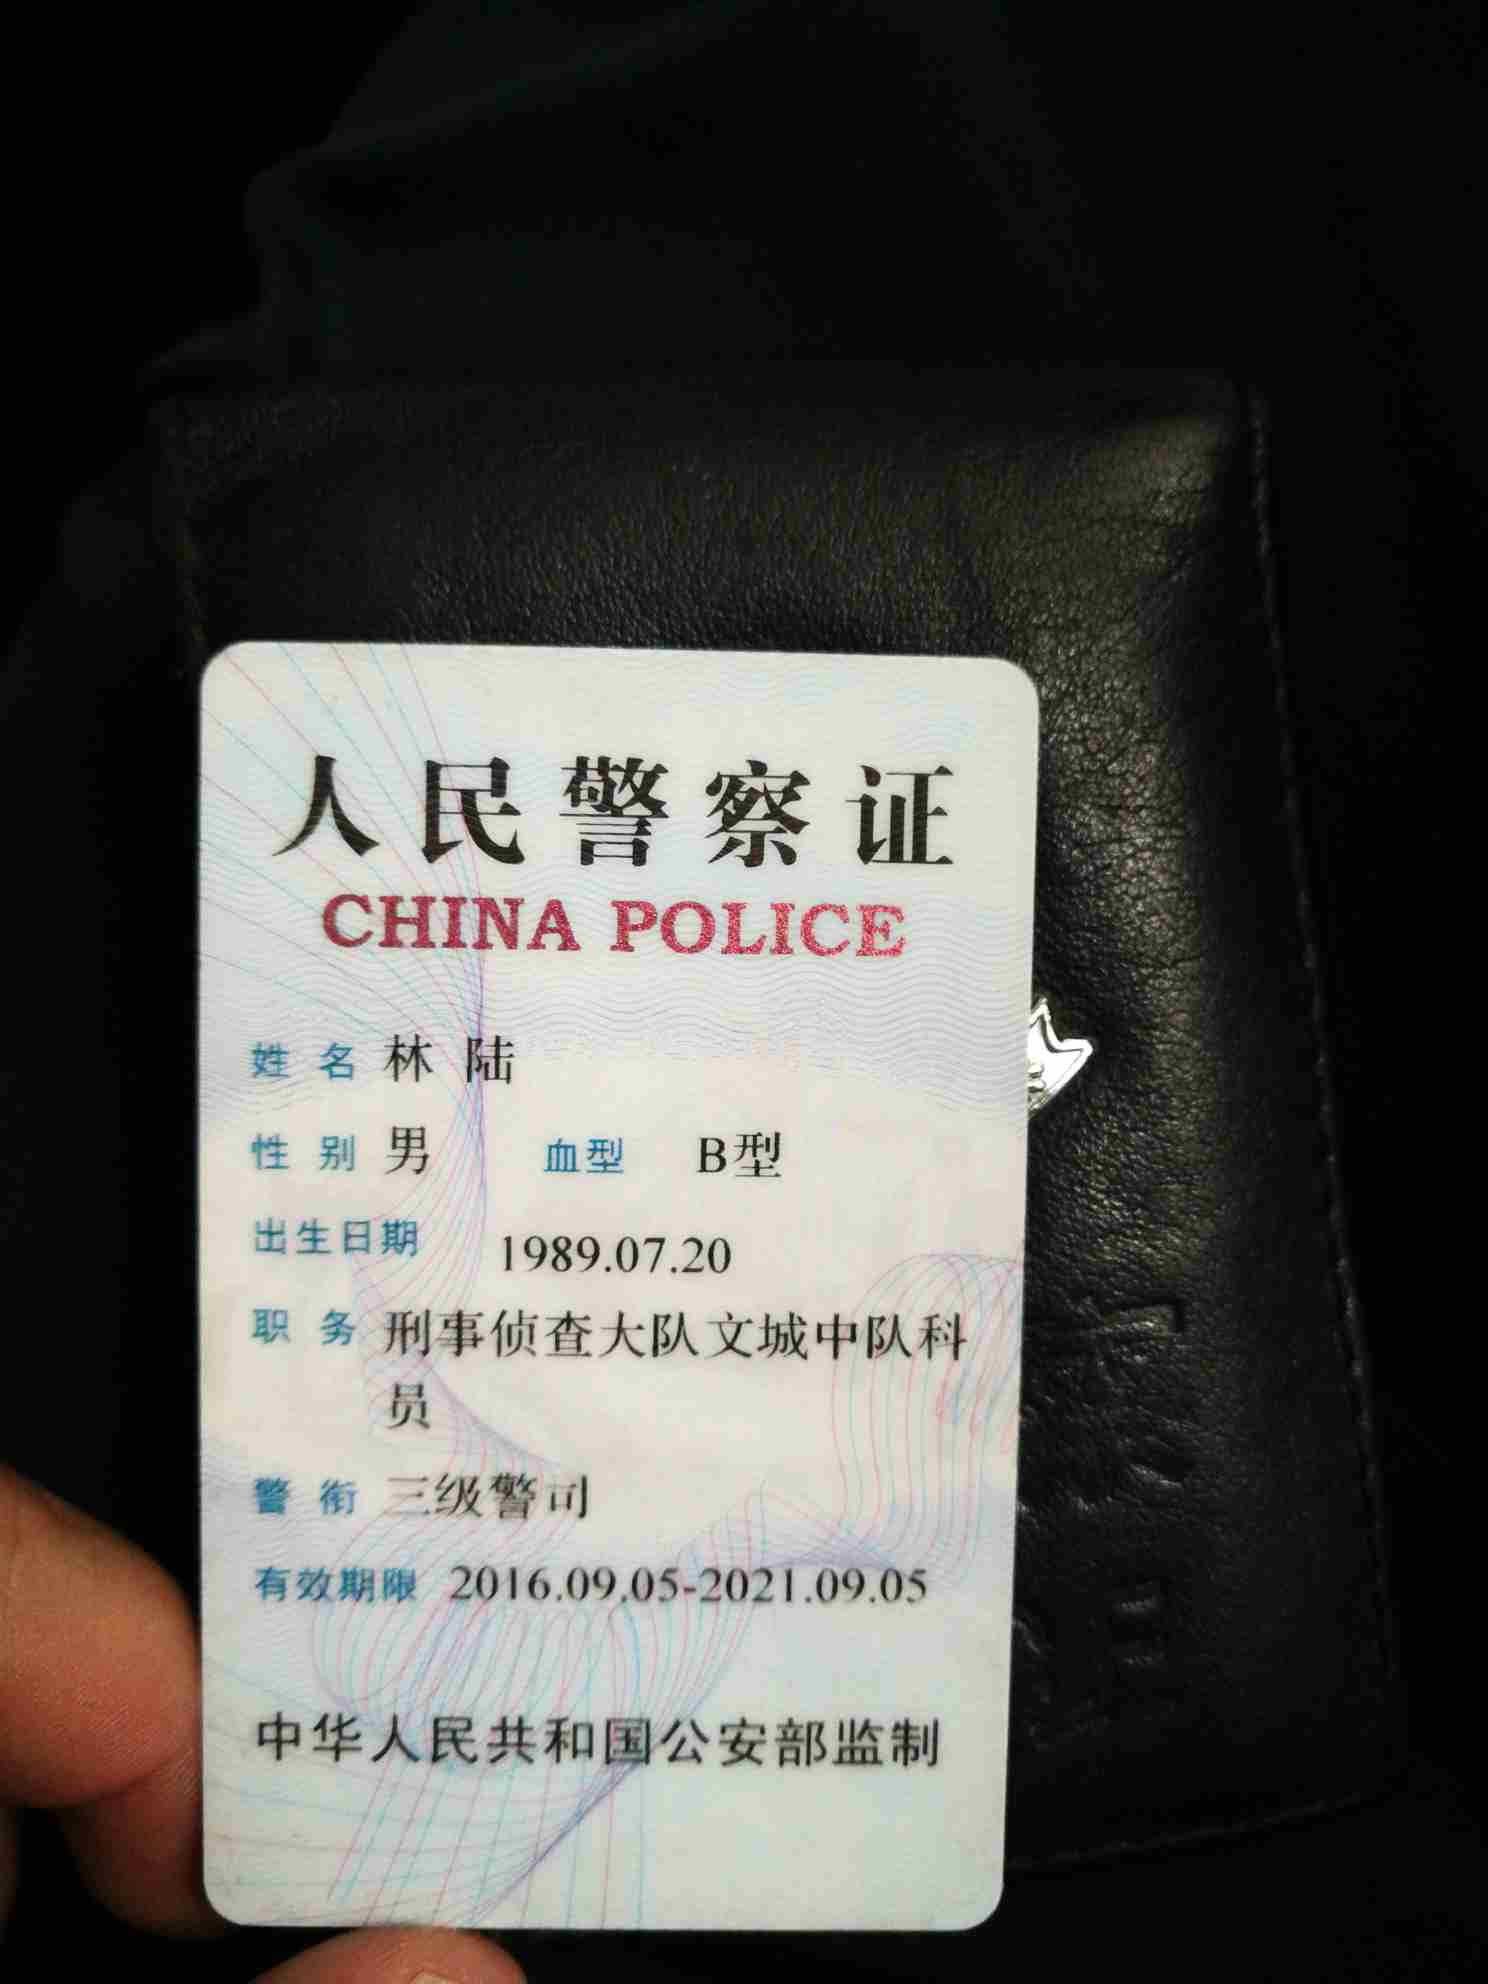 人民警察证
CHINA POLICE
姓名 林陆
性别 男 血型 B型
出生日期 1989.07.20
职务 刑事侦查大队文城中队科
员
警衔 三级警司
有效期限 2016.09.05-2021.09.05
中华人民共和国公安部监制